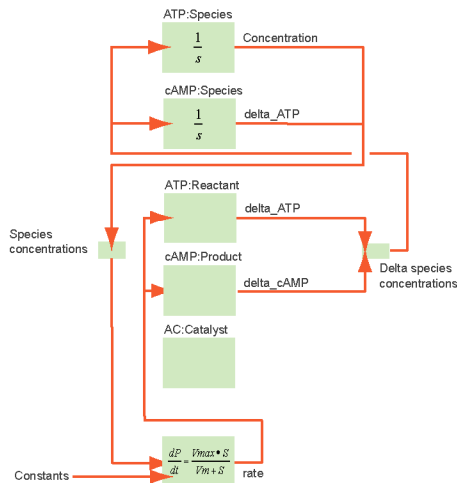 ATP:Species
Concentration
1
s
cAMP:Species
delta_ATP
1
s
ATP:Reactant
delta_ATP
Species
concentrations
cAMP:Product
delta_cAMP
Delta species
concentrations
AC:Catalyst
dP/dt = Vmax • S/Vm + S
rate
Constants